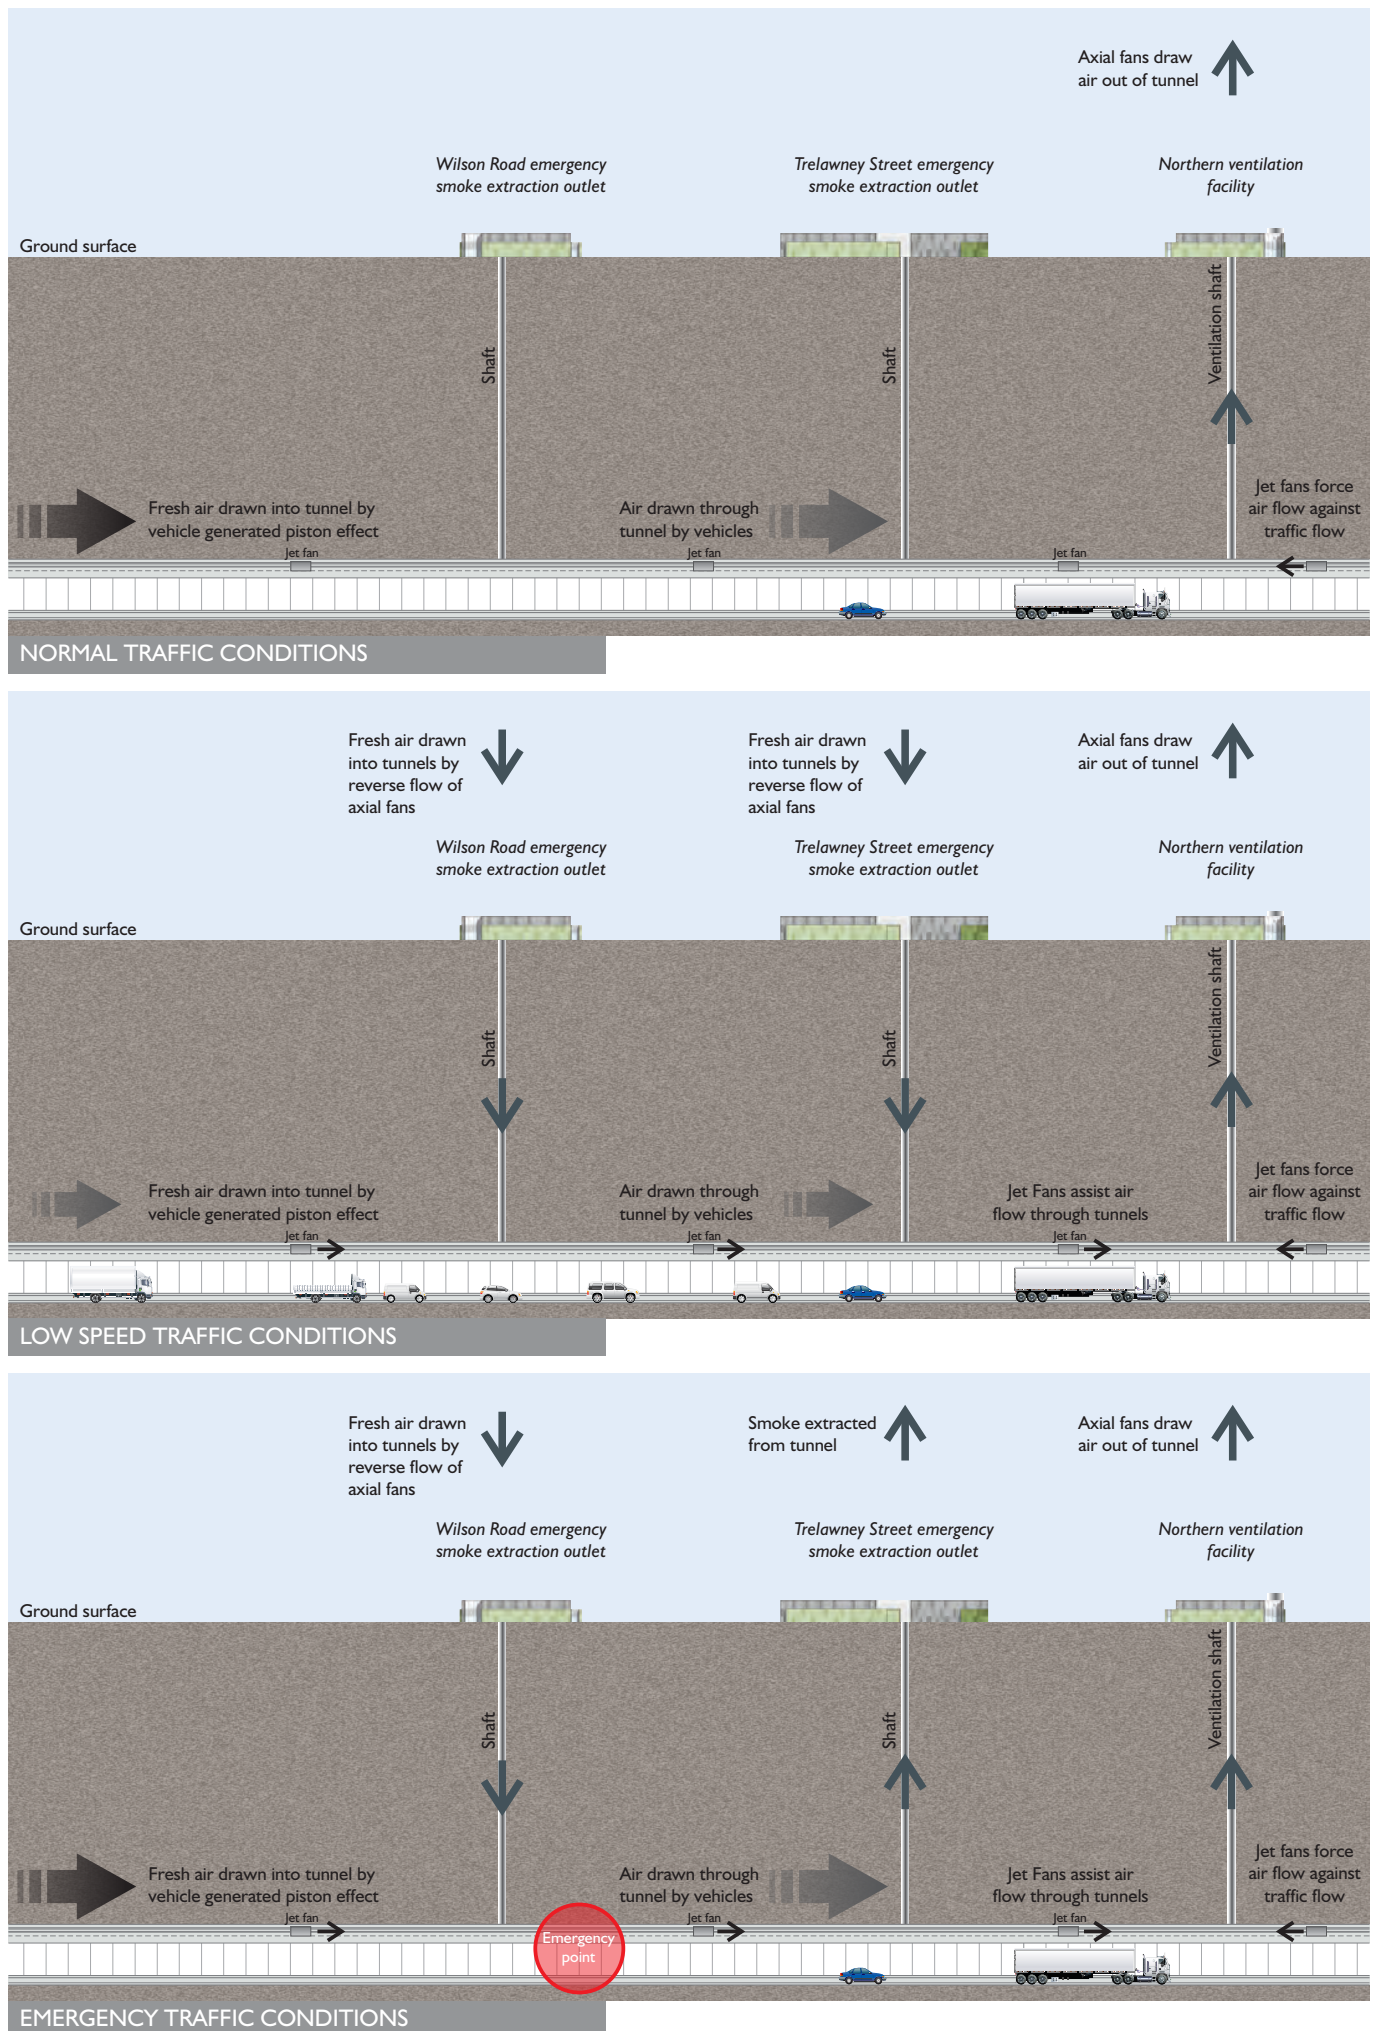 Axial fans draw
air out of tunnel
Wilson Road emergency
smoke extraction outlet
Trelawney Street emergency
smoke extraction outlet
Northern ventilation
facility
Ground surface
Shaft
Shaft
Ventilation shaft
Fresh air drawn into tunnel by
vehicle generated piston effect
Air drawn through
tunnel by vehicles
Jet fans force
air flow against
traffic flow
Jet fan
Jet fan
Jet fan
NORMAL TRAFFIC CONDITIONS
Fresh air drawn
into tunnels by
reverse flow of
axial fans
Fresh air drawn
into tunnels by
reverse flow of
axial fans
Axial fans draw
air out of tunnel
Wilson Road emergency
smoke extraction outlet
Trelawney Street emergency
smoke extraction outlet
Northern ventilation
facility
Ground surface
Shaft
Shaft
Ventilation shaft
Fresh air drawn into tunnel by
vehicle generated piston effect
Air drawn through
tunnel by vehicles
Jet Fans assist air
flow through tunnels
Jet fans force
air flow against
traffic flow
Jet fan
Jet fan
Jet fan
LOW SPEED TRAFFIC CONDITIONS
Fresh air drawn
into tunnels by
reverse flow of
axial fans
Smoke extracted
from tunnel
Axial fans draw
air out of tunnel
Wilson Road emergency
smoke extraction outlet
Trelawney Street emergency
smoke extraction outlet
Northern ventilation
facility
Ground surface
Shaft
Shaft
Ventilation shaft
Fresh air drawn into tunnel by
vehicle generated piston effect
Air drawn through
tunnel by vehicles
Jet Fans assist air
flow through tunnels
Jet fans force
air flow against
traffic flow
Jet fan
Jet fan
Jet fan
Emergency
point
EMERGENCY TRAFFIC CONDITIONS